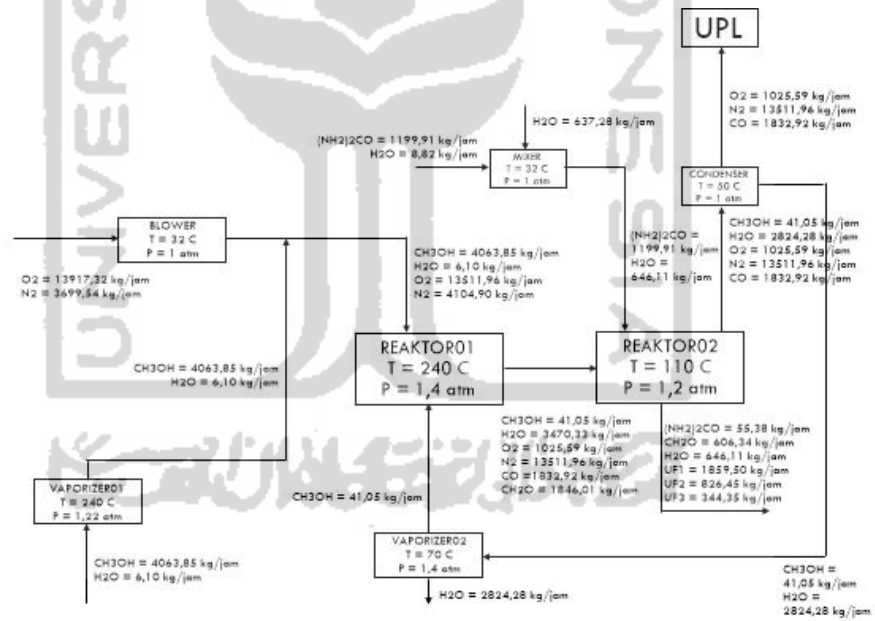 UPL
O2 = 1025,59 kg/jam
N2 = 13511,96 kg/jam
CO = 1832,92 kg/jam
H2O = 637,28 kg/jam
(NH2)2CO = 1199,91 kg/jam
H2O = 8,82 kg/jam
MIXER
T = 32 C
P = 1 atm
CONDENSER
T = 50 C
P = 1 atm
BLOWER
T = 32 C
P = 1 atm
O2 = 13917,32 kg/jam
N2 = 3699,54 kg/jam
CH3OH = 4063,85 kg/jam
H2O = 6,10 kg/jam
O2 = 13511,96 kg/jam
N2 = 4104,90 kg/jam
(NH2)2CO =
1199,91 kg/jam
H2O =
646,11 kg/jam
CH3OH = 41,05 kg/jam
H2O = 2824,28 kg/jam
O2 = 1025,59 kg/jam
N2 = 13511,96 kg/jam
CO = 1832,92 kg/jam
REAKTOR01
T = 240 C
P = 1,4 atm
REAKTOR02
T = 110 C
P = 1,2 atm
CH3OH = 4063,85 kg/jam
H2O = 6,10 kg/jam
CH3OH = 41,05 kg/jam
H2O = 3470,33 kg/jam
O2 = 1025,59 kg/jam
N2 = 13511,96 kg/jam
CO =1832,92 kg/jam
CH2O = 1846,01 kg/jam
(NH2)2CO = 55,38 kg/jam
CH2O = 606,34 kg/jam
H2O = 646,11 kg/jam
UF1 = 1859,50 kg/jam
UF2 = 826,45 kg/jam
UF3 = 344,35 kg/jam
VAPORIZER01
T = 240 C
P = 1,22 atm
CH3OH = 41,05 kg/jam
VAPORIZER02
T = 70 C
P = 1,4 atm
CH3OH = 4063,85 kg/jam
H2O = 6,10 kg/jam
H2O = 2824,28 kg/jam
CH3OH =
41,05 kg/jam
H2O =
2824,28 kg/jam